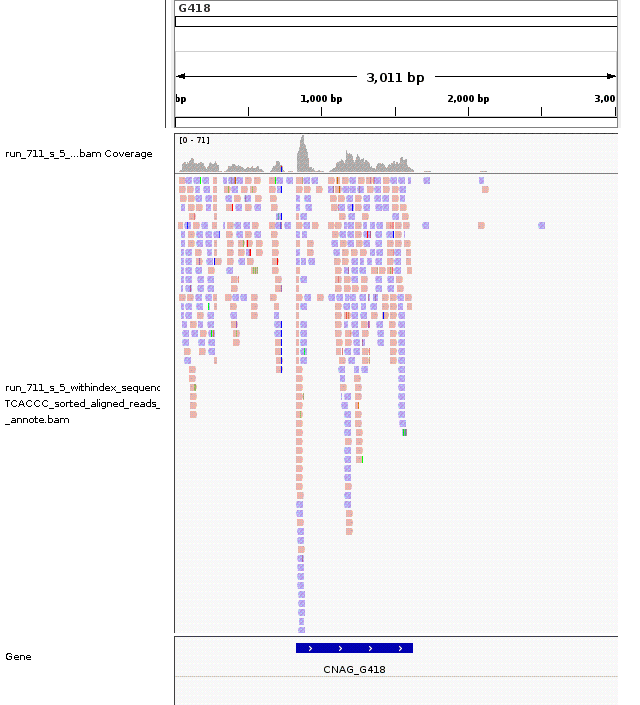 G418
3,011 bp
bp 1,000 bp 2,000 bp 3,00
[0 - 71]
run_711_s_5_...bam Coverage
run_711_s_5_withindex_sequenc
TCACCC_sorted_aligned_reads_
_annote.bam
Gene
CNAG_G418